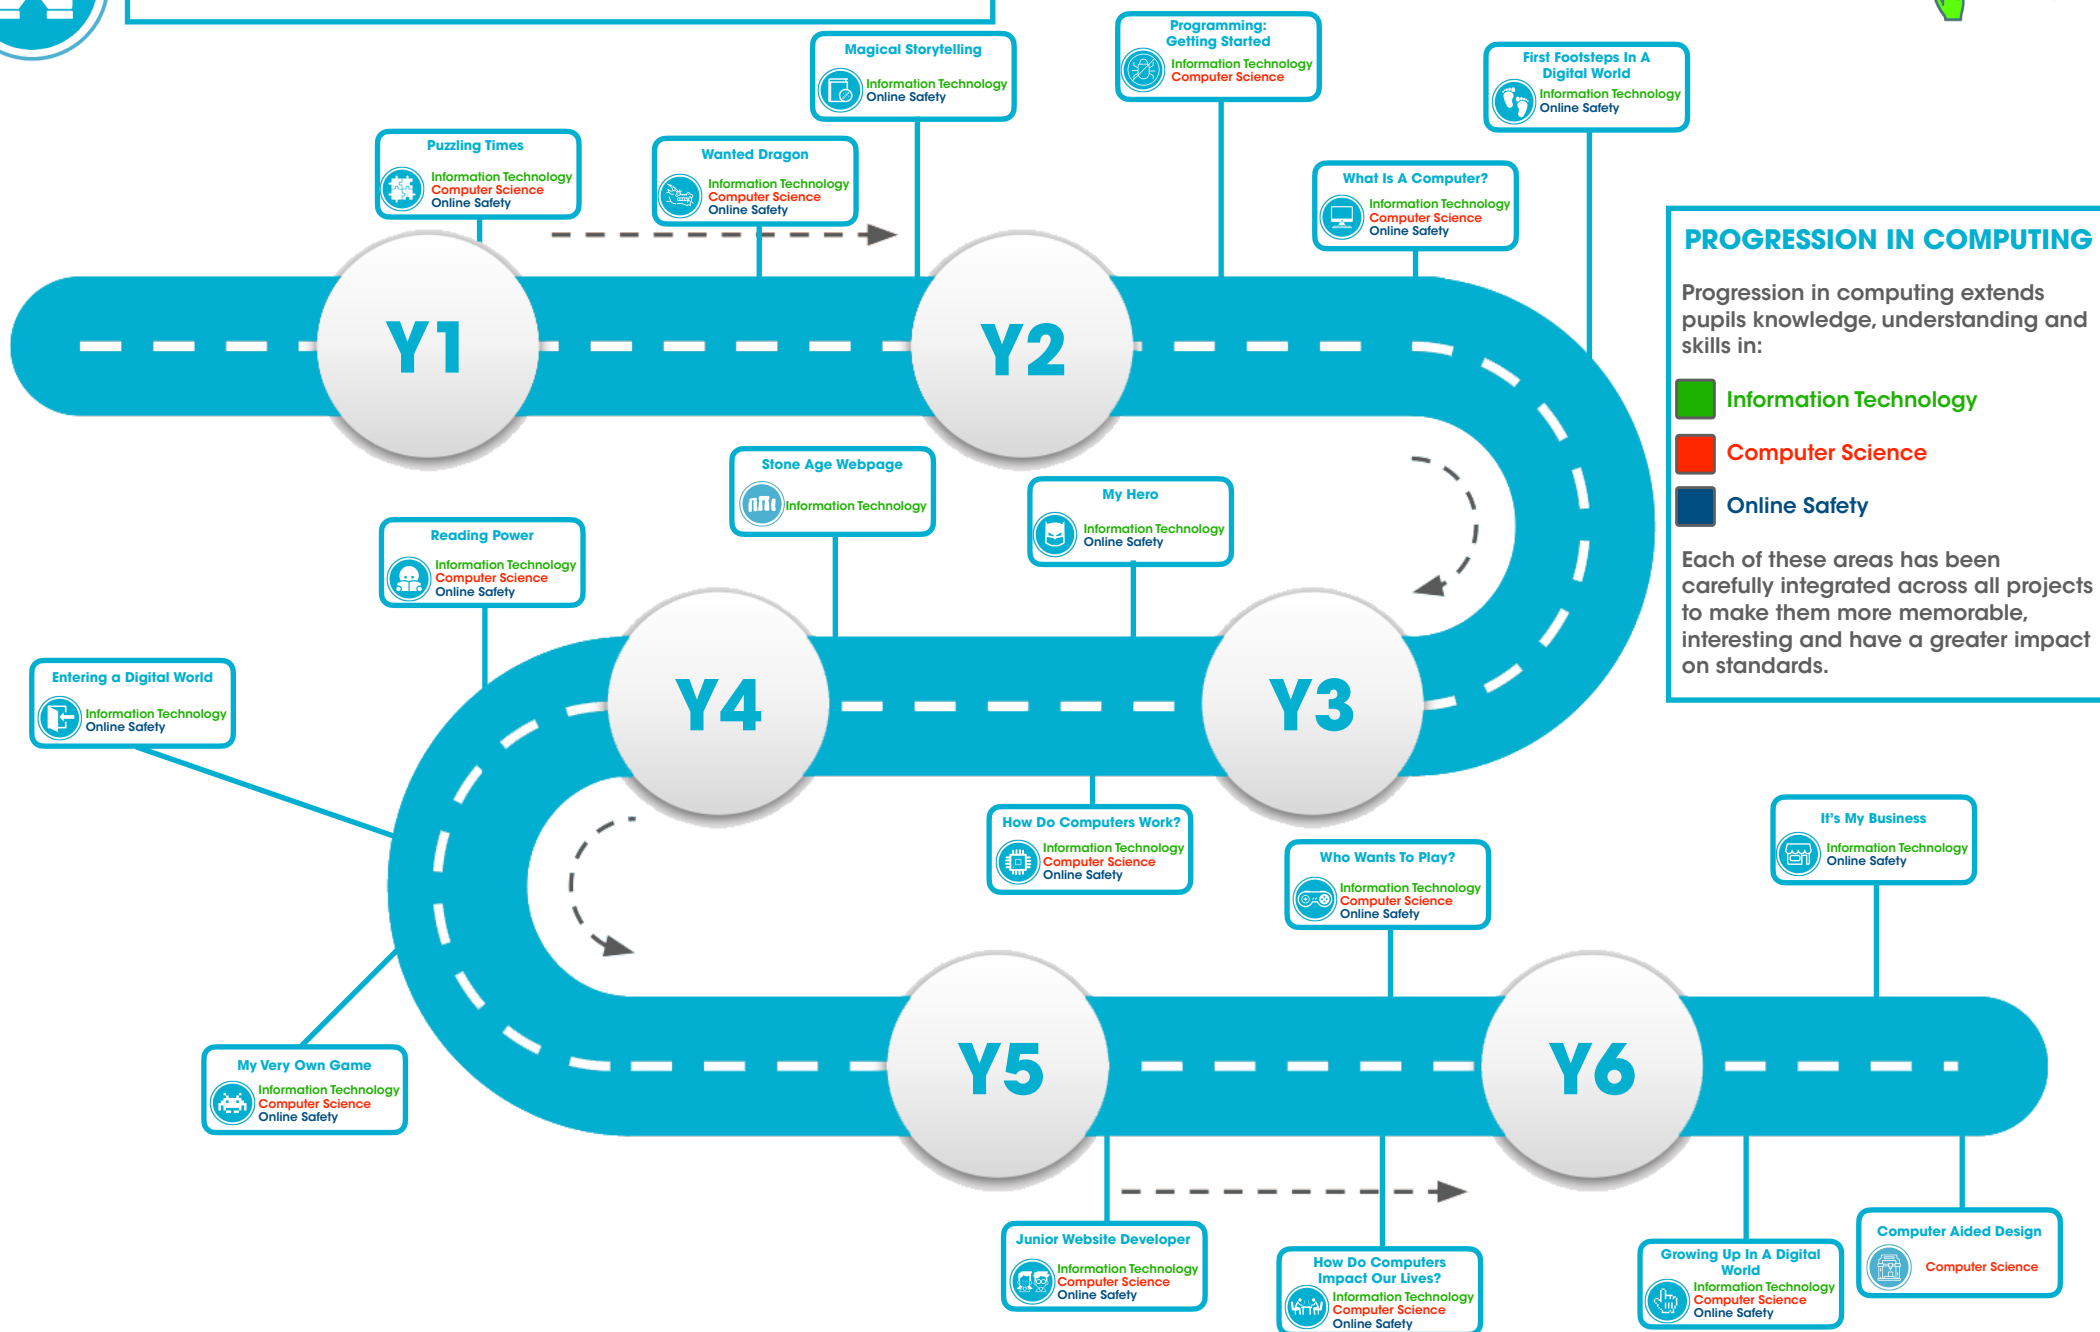 Magical Storytelling
Information Technology
Online Safety
Programming:
Getting Started
Information Technology
Computer Science
First Footsteps In A
Digital World
Information Technology
Online Safety
Puzzling Times
Information Technology
Computer Science
Online Safety
Wanted Dragon
Information Technology
Computer Science
Online Safety
What Is A Computer?
Information Technology
Computer Science
Online Safety
Y1
Y2
PROGRESSION IN COMPUTING
Progression in computing extends
pupils knowledge, understanding and
skills in:
Information Technology
Computer Science
Online Safety
Each of these areas has been
carefully integrated across all projects
to make them more memorable,
interesting and have a greater impact
on standards.
Stone Age Webpage
Information Technology
My Hero
Information Technology
Online Safety
Reading Power
Information Technology
Computer Science
Online Safety
Entering a Digital World
Information Technology
Online Safety
Y4
Y3
How Do Computers Work?
Information Technology
Computer Science
Online Safety
Who Wants To Play?
Information Technology
Computer Science
Online Safety
It's My Business
Information Technology
Online Safety
My Very Own Game
Information Technology
Computer Science
Online Safety
Y5
Y6
Junior Website Developer
Information Technology
Computer Science
Online Safety
How Do Computers
Impact Our Lives?
Information Technology
Computer Science
Online Safety
Growing Up In A Digital
World
Information Technology
Computer Science
Online Safety
Computer Aided Design
Computer Science